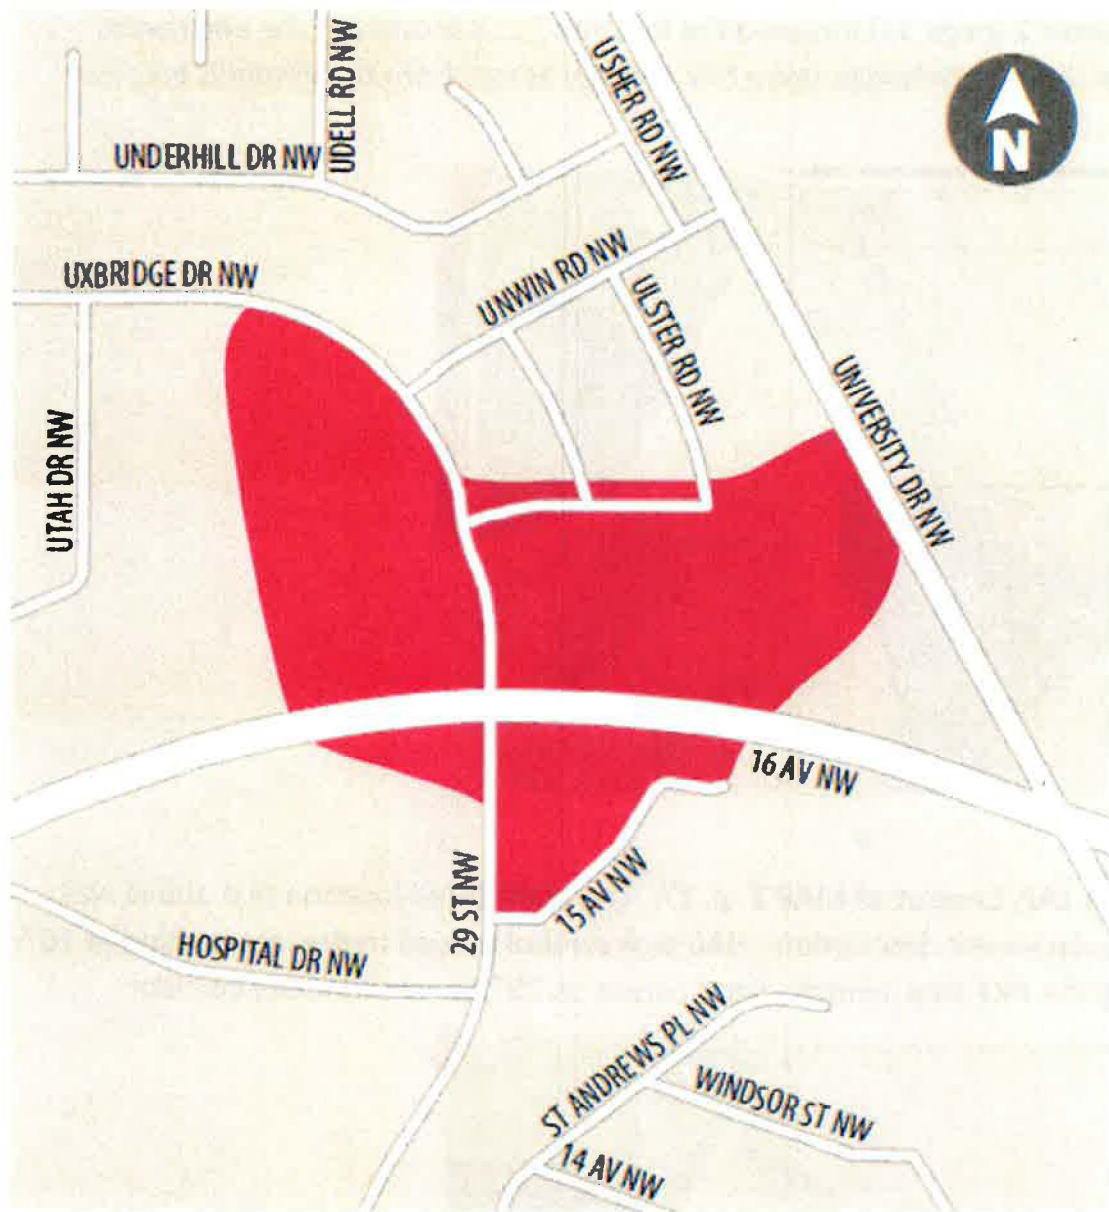 USHER RD NW
UDELL RD NW
UNDERHILL DR NW
N
UNWIN RD NW
UXBRIDGE DR NW
ULSTER RD NW
UNIVERSITY DR NW
UTAH DR NW
16 AV NW
29 ST NW
15 AV NW
HOSPITAL DR NW
ST ANDREWS PL NW
WINDSOR ST NW
14 AV NW